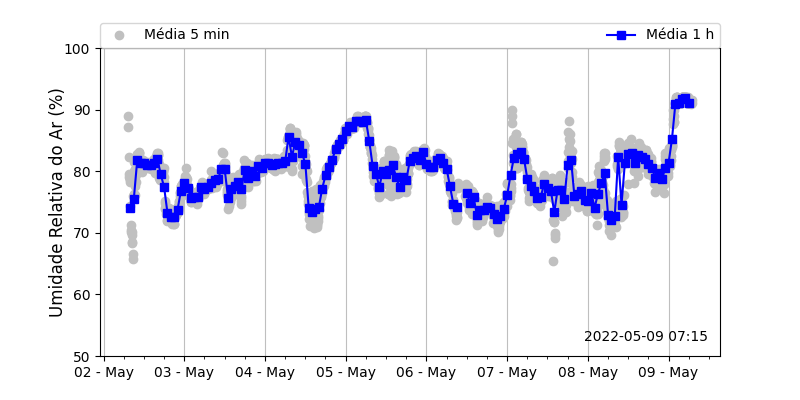 Média 5 min
Média 1 h
100
90
80
70
60
50
Umidade Relativa do Ar (%)
2022-05-09 07:15
02 - May
03 - May
04 - May
05 - May
06 - May
07 - May
08 - May
09 - May